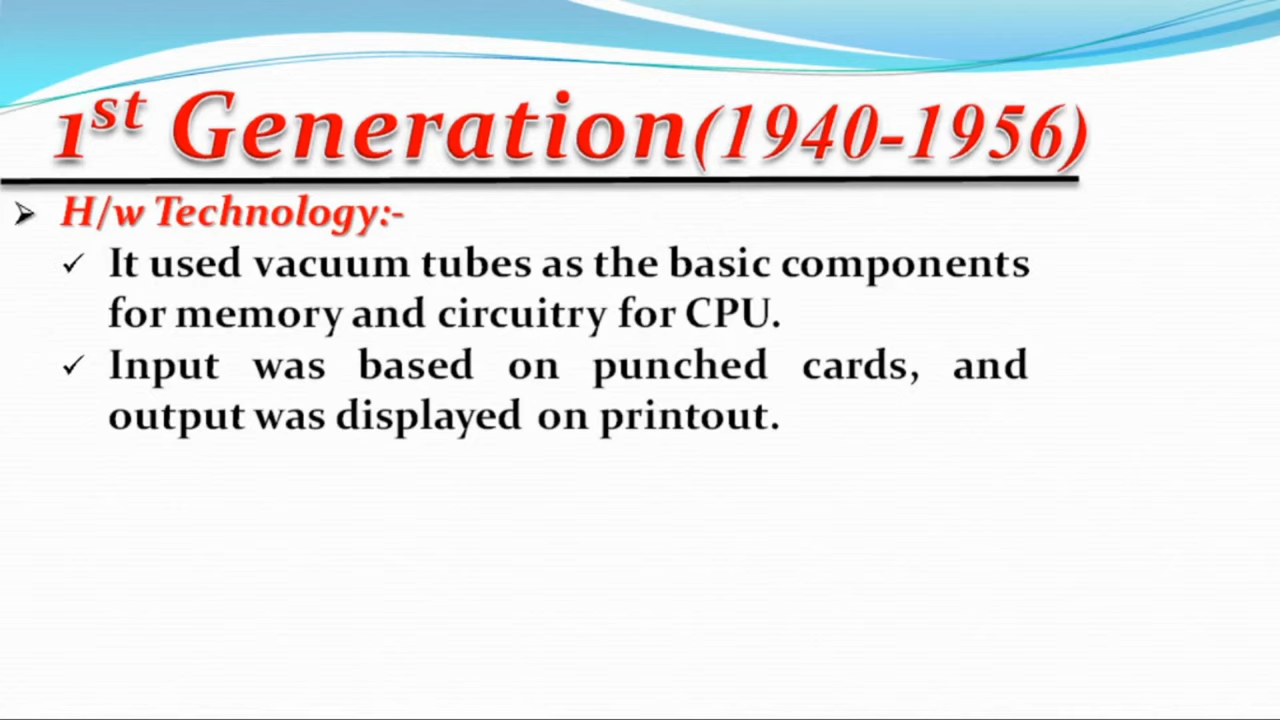 1st Generation(1940-1956)
➢ H/w Technology:-
✓ It used vacuum tubes as the basic components
for memory and circuitry for CPU.
✓ Input was based on punched cards, and
output was displayed on printout.